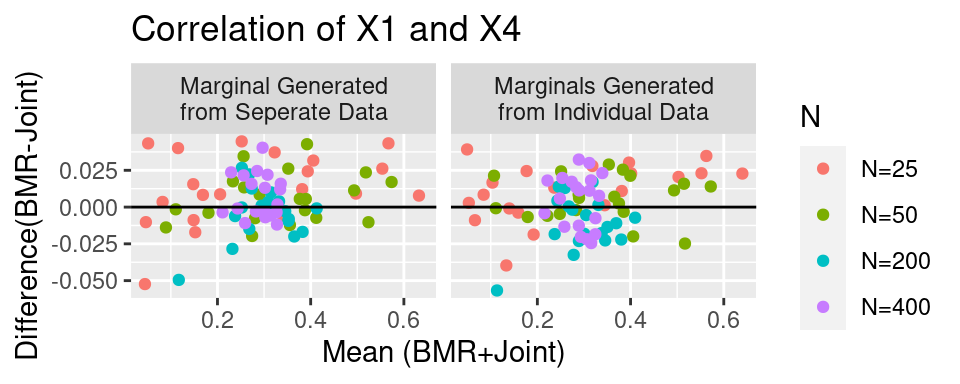 Correlation of X1 and X4
Marginal Generated
from Seperate Data
Marginals Generated
from Individual Data
Difference(BMR-Joint)
0.025
0.000
-0.025
-0.050
0.2
0.4
0.6
0.2
0.4
0.6
Mean (BMR+Joint)
N
N=25
N=50
N=200
N=400